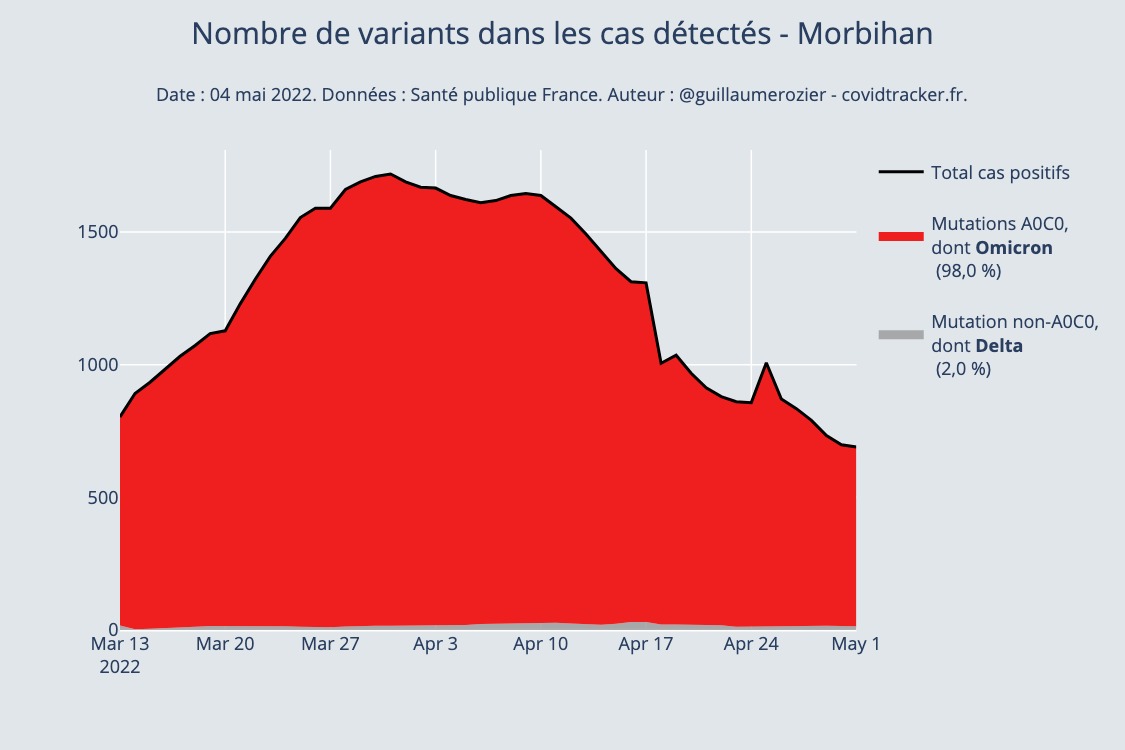 Nombre de variants dans les cas détectés - Morbihan
Date : 04 mai 2022. Données : Santé publique France. Auteur : @guillaumerozier - covidtracker.fr.
Total cas positifs
Mutations A0C0,
dont Omicron
(98,0 %)
Mutation non-A0C0,
dont Delta
(2,0 %)
1500
1000
500
0
Mar 13
2022
Mar 20
Mar 27
Apr 3
Apr 10
Apr 17
Apr 24
May 1